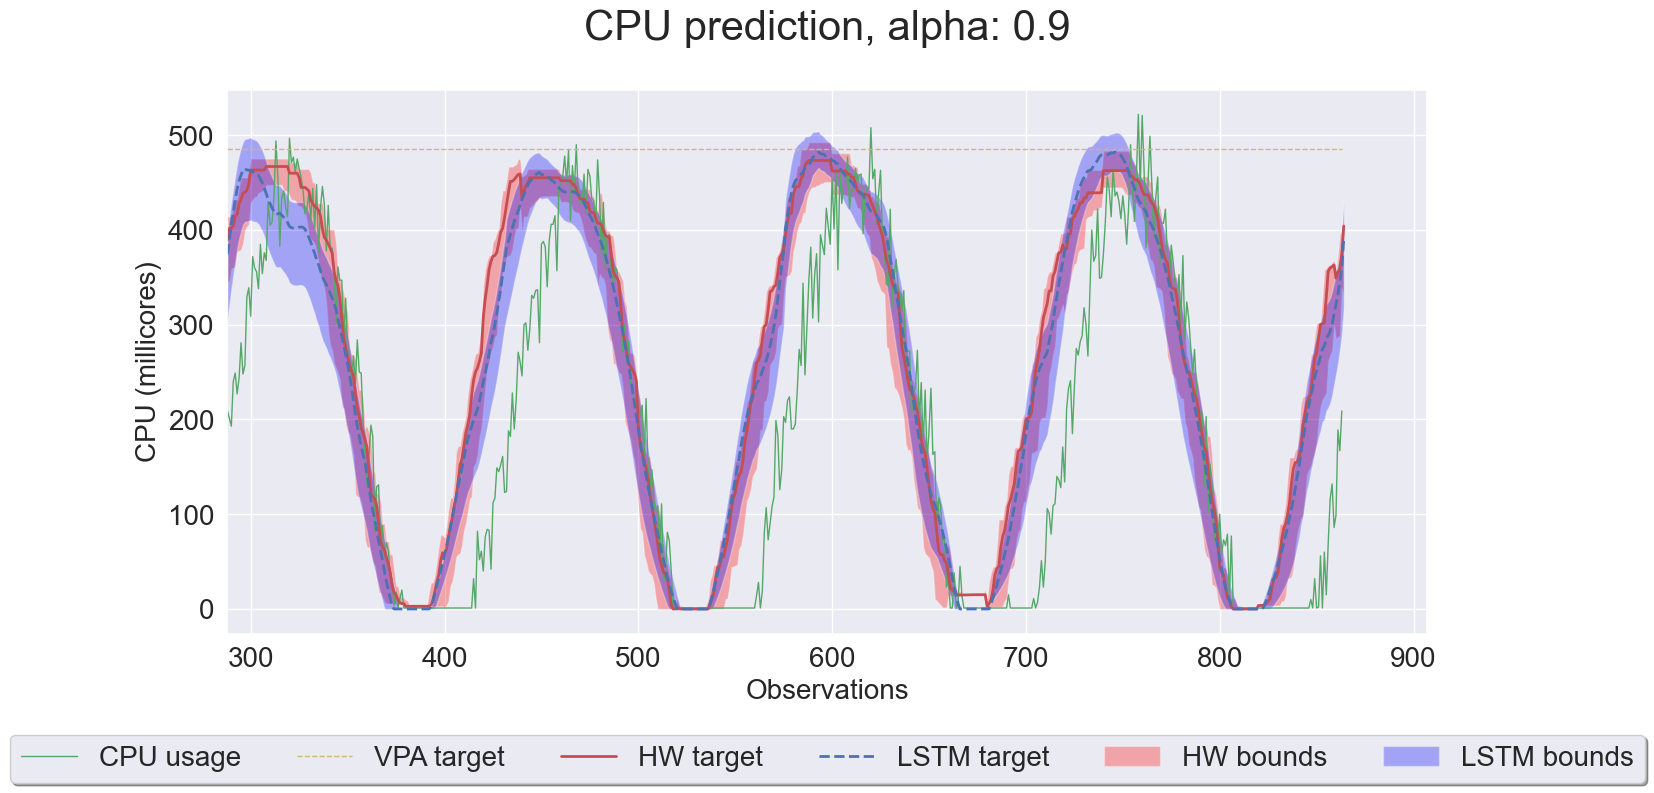 CPU prediction, alpha: 0.9
500
400
300
200
100
0
CPU (millicores)
300 400 500 600 700 800 900
Observations
CPU usage VPA target HW target LSTM target HW bounds LSTM bounds